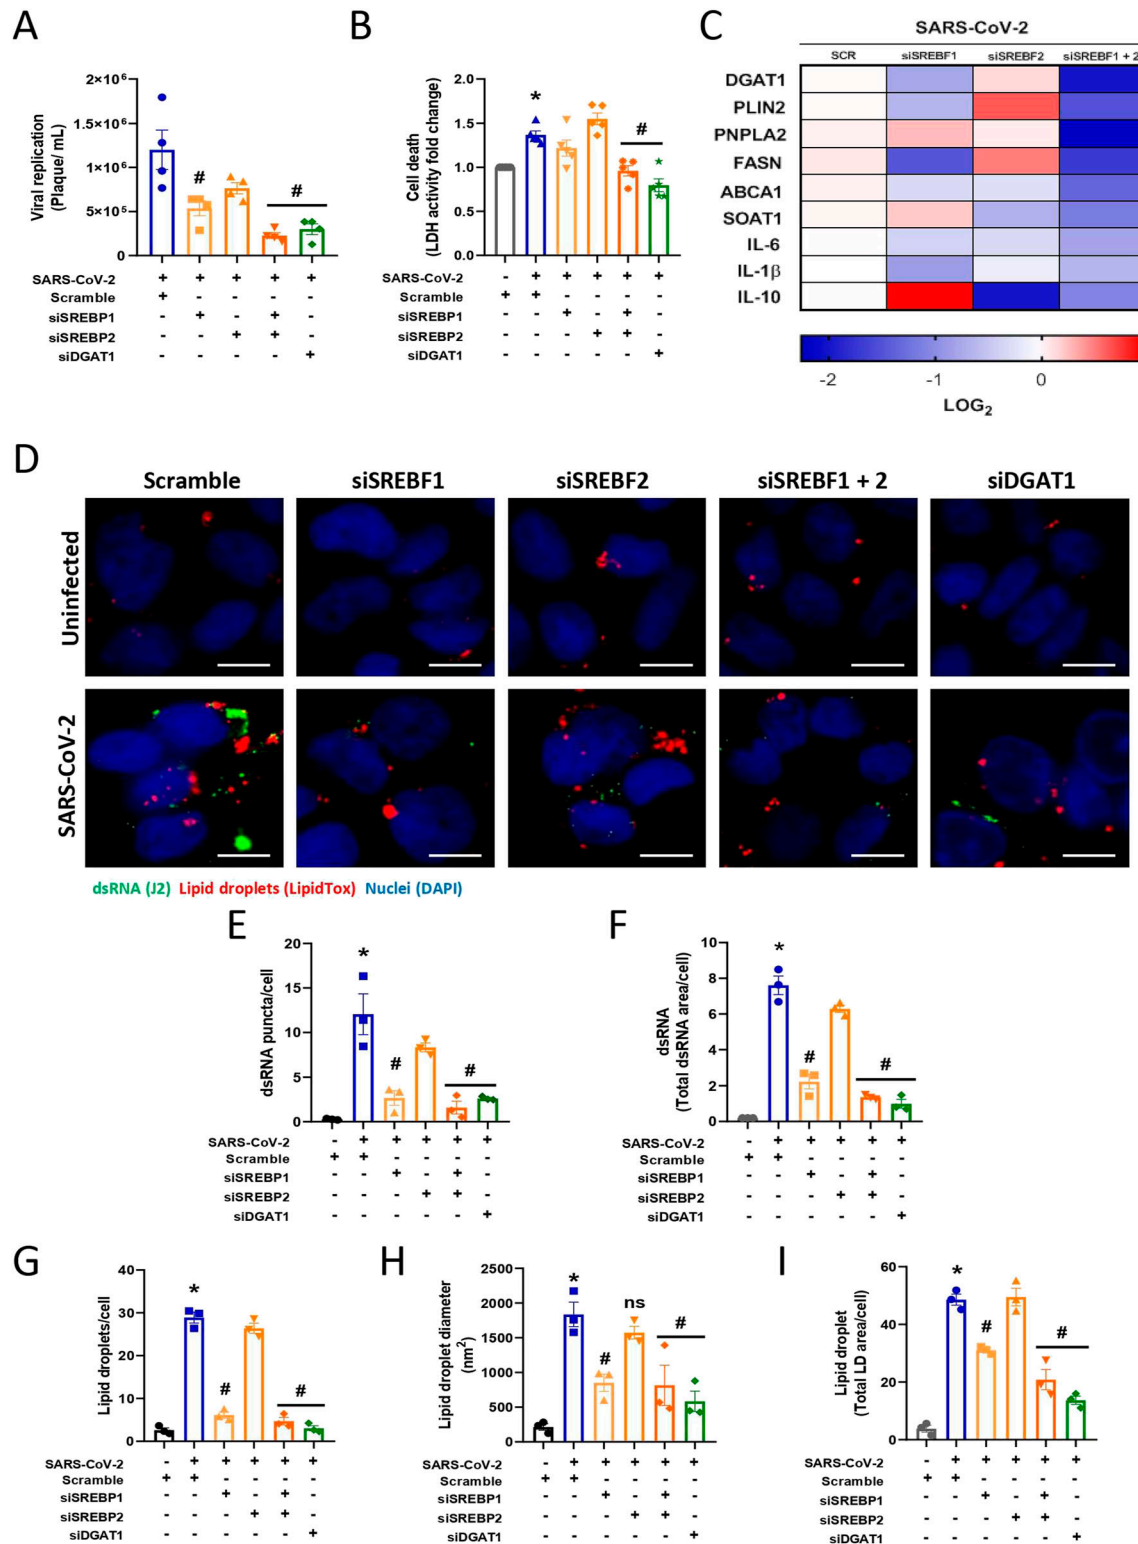 A
Viral replication
(Plaque/ mL)
2×10⁶
1.5×10⁶
1×10⁶
5×10⁵
0
#
#
SARS-CoV-2 + + + + +
Scramble + - - - -
siSREBP1 - + - + -
siSREBP2 - - + + -
siDGAT1 - - - - +
B
Cell death
(LDH activity fold change)
2.0
1.5
1.0
0.5
0.0
*
#
SARS-CoV-2 - + + + + +
Scramble + + - - - -
siSREBP1 - - + - + -
siSREBP2 - - - + + -
siDGAT1 - - - - - +
C
SARS-CoV-2
SCR siSREBF1 siSREBF2 siSREBF1 + 2
DGAT1
PLIN2
PNPLA2
FASN
ABCA1
SOAT1
IL-6
IL-1β
IL-10
-2 -1 0
LOG₂
D
Scramble siSREBF1 siSREBF2 siSREBF1 + 2 siDGAT1
Uninfected
SARS-CoV-2
dsRNA (J2) Lipid droplets (LipidTox) Nuclei (DAPI)
E
dsRNA puncta/cell
20
15
10
5
0
*
#
#
SARS-CoV-2 - + + + + +
Scramble + + - - - -
siSREBP1 - - + - + -
siSREBP2 - - - + + -
siDGAT1 - - - - - +
F
dsRNA
(Total dsRNA area/cell)
10
8
6
4
2
0
*
#
#
SARS-CoV-2 - + + + + +
Scramble + + - - - -
siSREBP1 - - + - + -
siSREBP2 - - - + + -
siDGAT1 - - - - - +
G
Lipid droplets/cell
40
30
20
10
0
*
#
#
SARS-CoV-2 - + + + + +
Scramble + + - - - -
siSREBP1 - - + - + -
siSREBP2 - - - + + -
siDGAT1 - - - - - +
H
Lipid droplet diameter
(nm²)
2500
2000
1500
1000
500
0
*
#
ns
#
SARS-CoV-2 - + + + + +
Scramble + + - - - -
siSREBP1 - - + - + -
siSREBP2 - - - + + -
siDGAT1 - - - - - +
I
Lipid droplet
(Total LD area/cell)
60
40
20
0
*
#
#
SARS-CoV-2 - + + + + +
Scramble + + - - - -
siSREBP1 - - + - + -
siSREBP2 - - - + + -
siDGAT1 - - - - - +